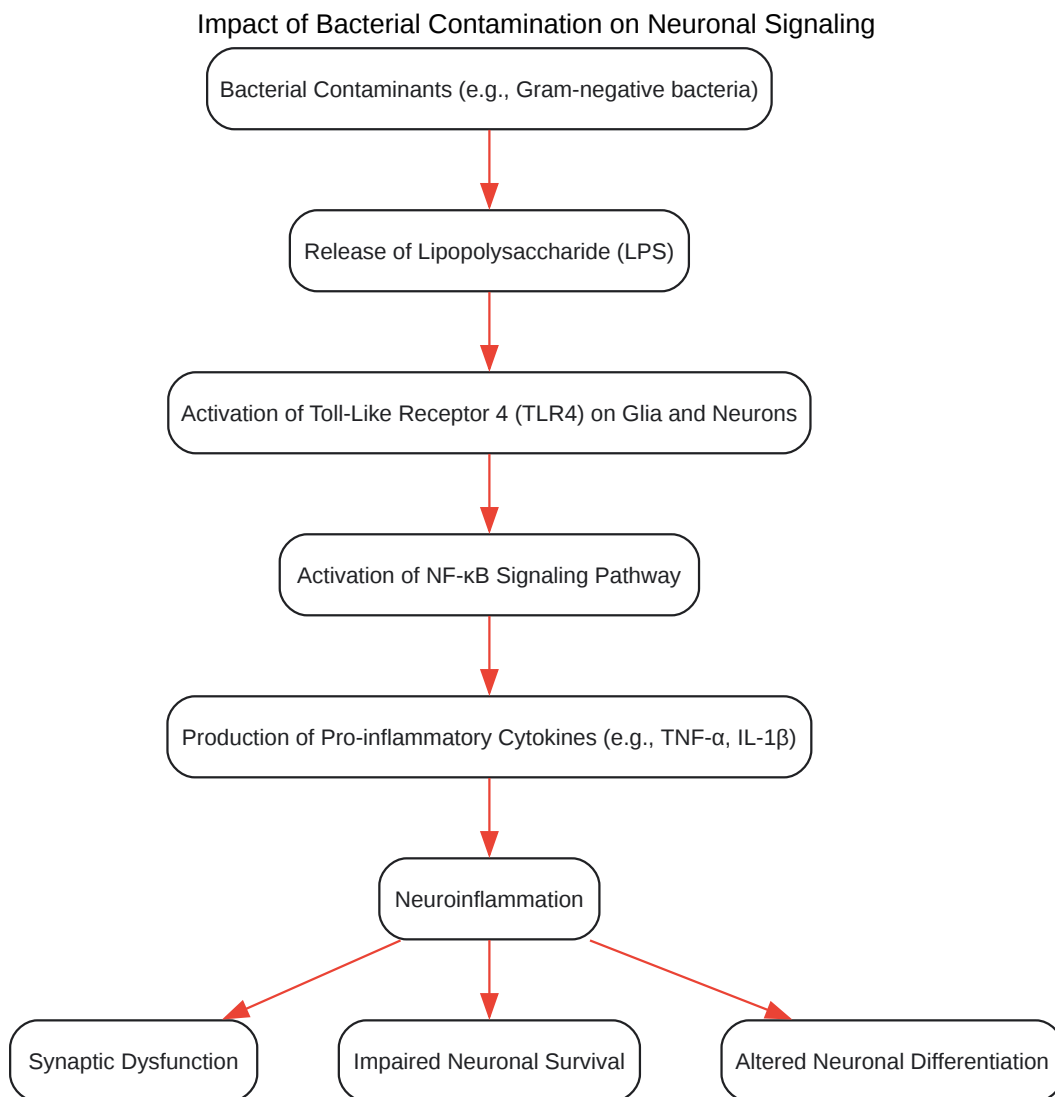 Impact of Bacterial Contamination on Neuronal Signaling
Bacterial Contaminants (e.g., Gram-negative bacteria)
Release of Lipopolysaccharide (LPS)
Activation of Toll-Like Receptor 4 (TLR4) on Glia and Neurons
Activation of NF-κB Signaling Pathway
Production of Pro-inflammatory Cytokines (e.g., TNF-α, IL-1β)
Neuroinflammation
Synaptic Dysfunction
Impaired Neuronal Survival
Altered Neuronal Differentiation